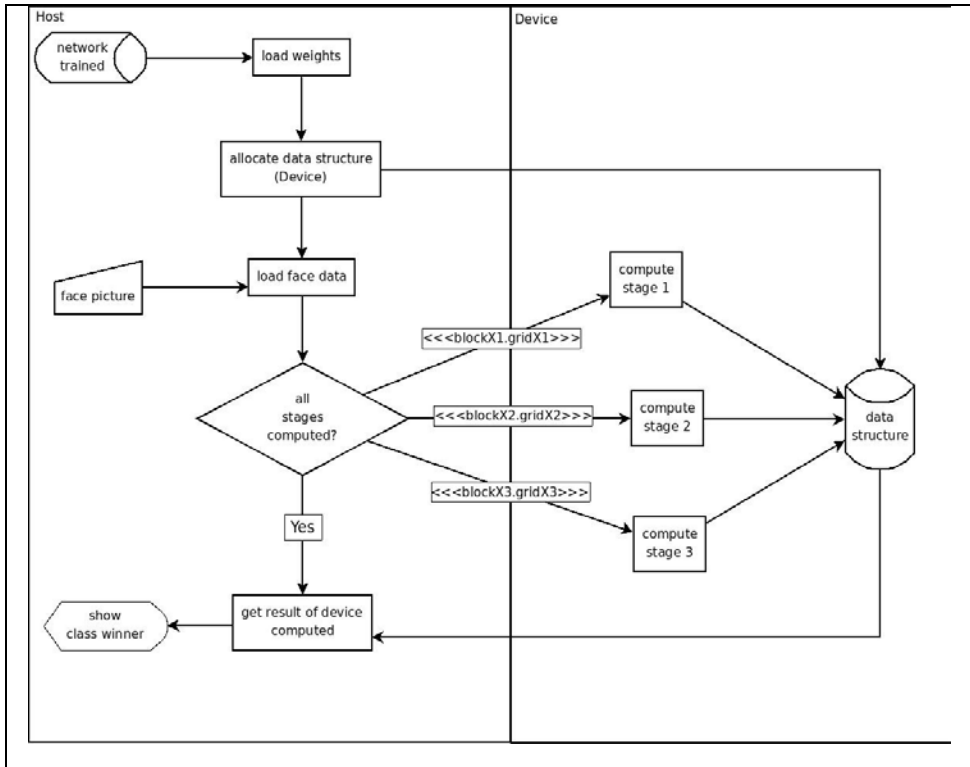 Host
Device
network
trained
load weights
allocate data structure
(Device)
load face data
face picture
compute
stage 1
<<<blockX1.gridX1>>>
all
stages
computed?
<<<blockX2.gridX2>>>
compute
stage 2
data
structure
<<<blockX3.gridX3>>>
compute
stage 3
Yes
get result of device
computed
show
class winner